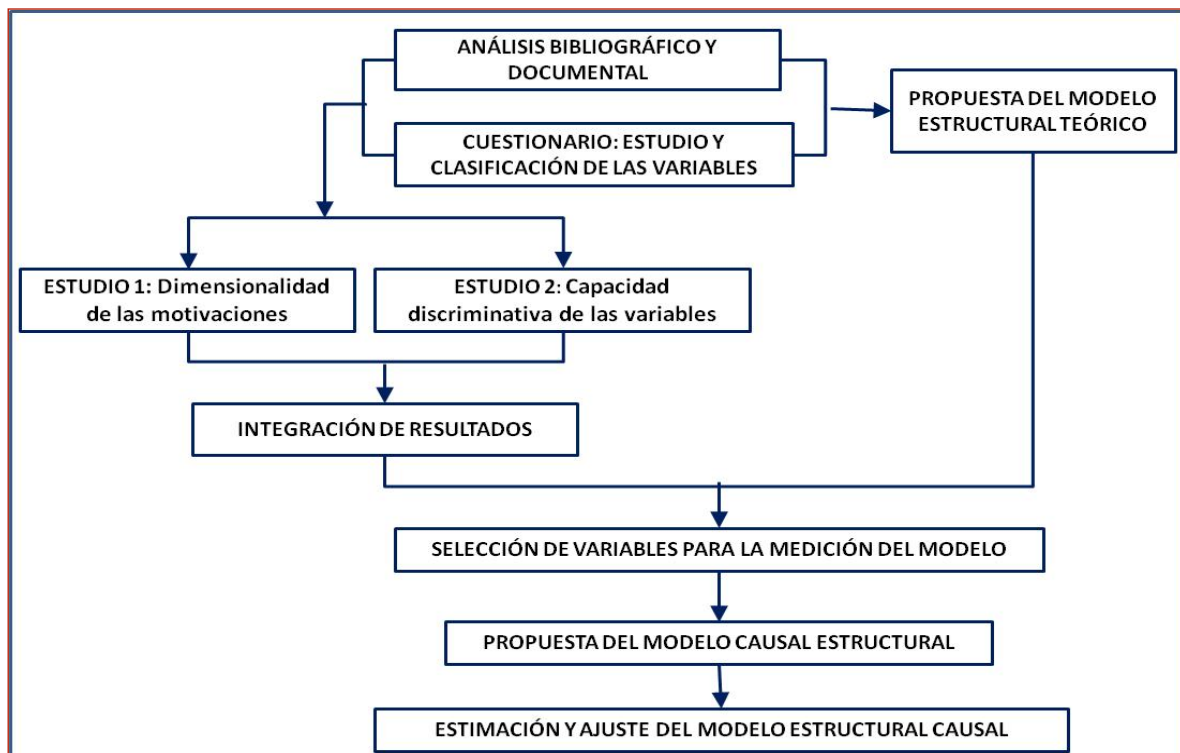 ANÁLISIS BIBLIOGRÁFICO Y
DOCUMENTAL
PROPUESTA DEL MODELO
ESTRUCTURAL TEÓRICO
CUESTIONARIO: ESTUDIO Y
CLASIFICACIÓN DE LAS VARIABLES
ESTUDIO 1: Dimensionalidad
de las motivaciones
ESTUDIO 2: Capacidad
discriminativa de las variables
INTEGRACIÓN DE RESULTADOS
SELECCIÓN DE VARIABLES PARA LA MEDICIÓN DEL MODELO
PROPUESTA DEL MODELO CAUSAL ESTRUCTURAL
ESTIMACIÓN Y AJUSTE DEL MODELO ESTRUCTURAL CAUSAL